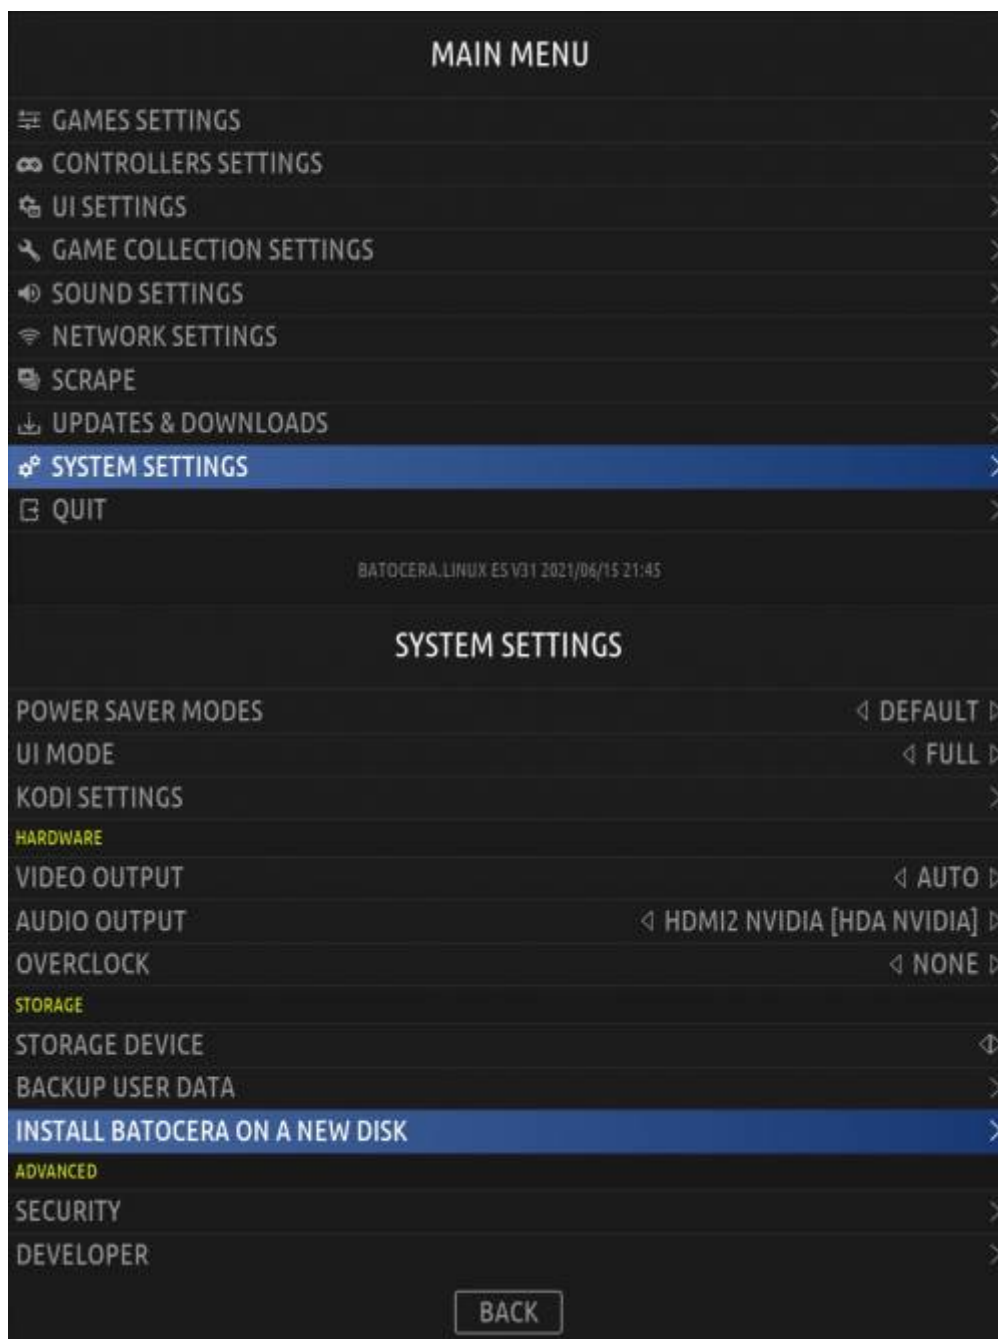 MAIN MENU
GAMES SETTINGS
CONTROLLERS SETTINGS
UI SETTINGS
GAME COLLECTION SETTINGS
SOUND SETTINGS
NETWORK SETTINGS
SCRAPE
UPDATES & DOWNLOADS
SYSTEM SETTINGS
QUIT
BATOCERA.LINUX ES V31 2021/06/15 21:45
SYSTEM SETTINGS
POWER SAVER MODES DEFAULT
UI MODE FULL
KODI SETTINGS
HARDWARE
VIDEO OUTPUT AUTO
AUDIO OUTPUT HDMI2 NVIDIA [HDA NVIDIA]
OVERCLOCK NONE
STORAGE
STORAGE DEVICE
BACKUP USER DATA
INSTALL BATOCERA ON A NEW DISK
ADVANCED
SECURITY
DEVELOPER
BACK